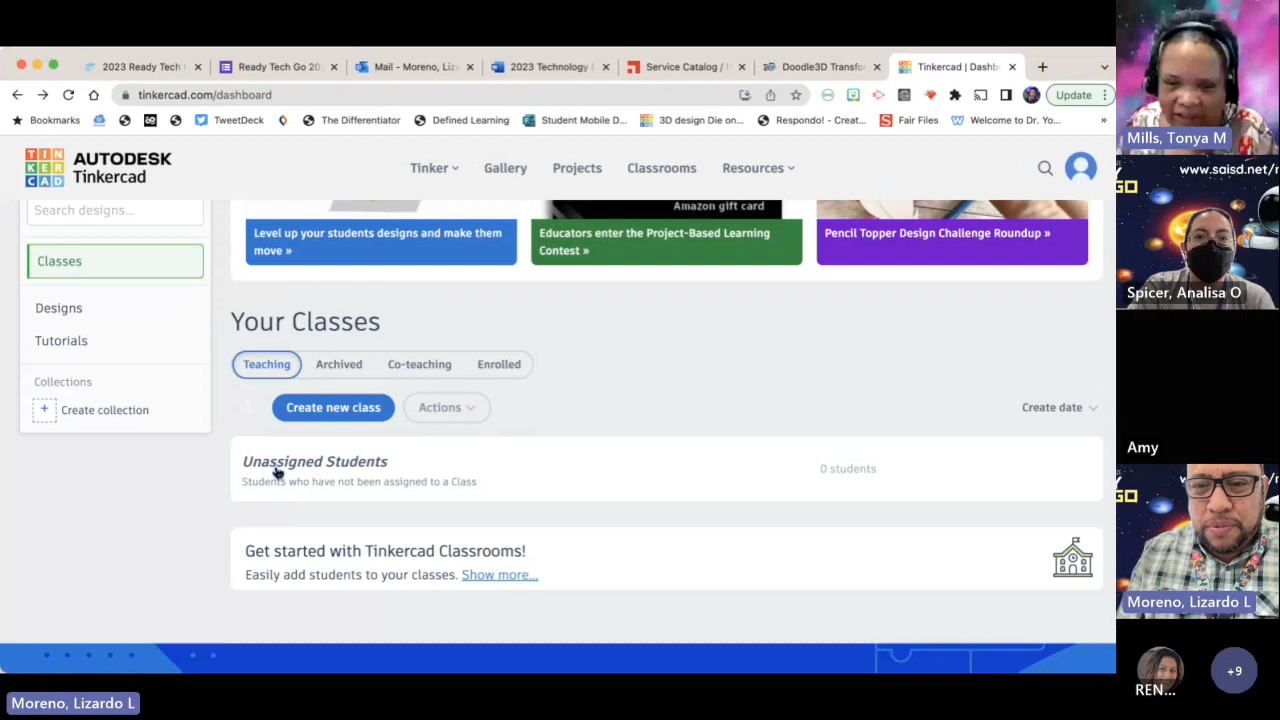 2023 Ready Tech
Ready Tech Go 20
Mail - Moreno, Liz
2023 Technology &
Service Catalog / I
Doodle3D Transfo
Tinkercad | Dashb
tinkercad.com/dashboard
Update
Bookmarks
TweetDeck
The Differentiator
Defined Learning
Student Mobile D...
3D design Die on...
Respondo! - Creat...
Fair Files
Welcome to Dr. Yo...
»
TIN
KER
CAD
AUTODESK
Tinkercad
Tinker
Gallery
Projects
Classrooms
Resources
Search designs...
Classes
Designs
Tutorials
Collections
+ Create collection
Amazon gift card
Level up your students designs and make them
move »
Educators enter the Project-Based Learning
Contest »
Pencil Topper Design Challenge Roundup »
Your Classes
Teaching
Archived
Co-teaching
Enrolled
Create new class
Actions
Create date
Unassigned Students
Students who have not been assigned to a Class
0 students
Get started with Tinkercad Classrooms!
Easily add students to your classes. Show more...
Moreno, Lizardo L
Mills, Tonya M
www.saisd.net/r
GO
Spicer, Analisa O
Amy
GO
Moreno, Lizardo L
REN...
+9